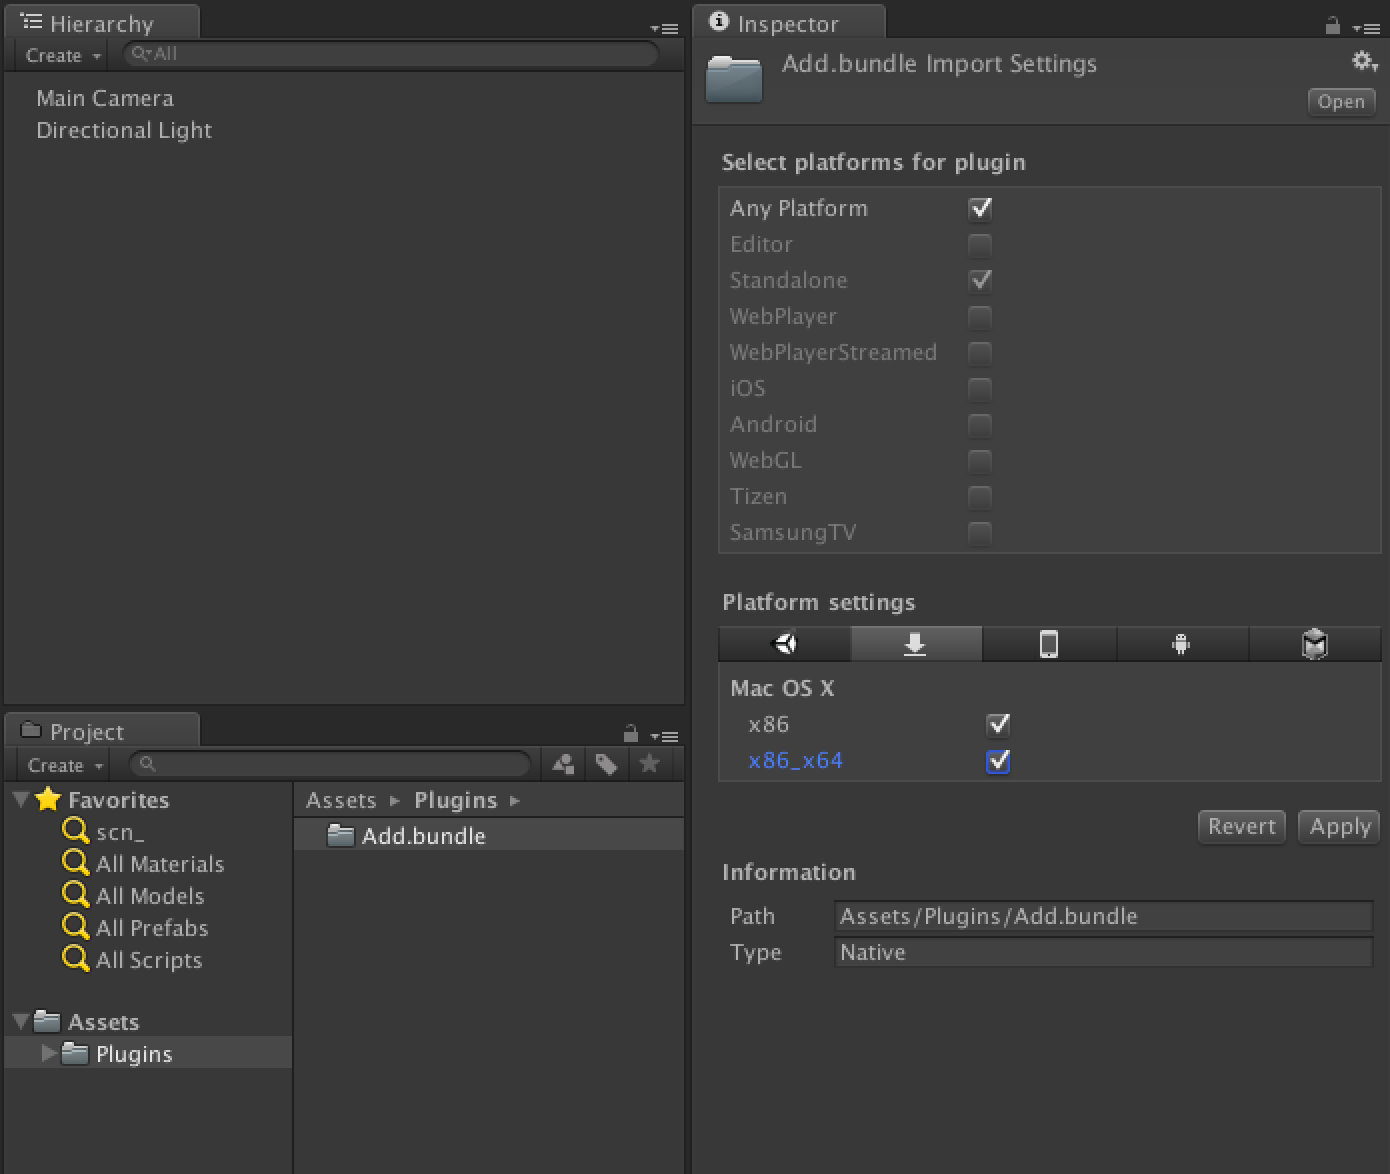 Hierarchy
Create
All
Main Camera
Directional Light
Project
Create
Favorites
scn_
All Materials
All Models
All Prefabs
All Scripts
Assets
Plugins
Assets Plugins
Add.bundle
Inspector
Add.bundle Import Settings
Open
Select platforms for plugin
Any Platform
Editor
Standalone
WebPlayer
WebPlayerStreamed
iOS
Android
WebGL
Tizen
SamsungTV
Platform settings
Mac OS X
x86
x86_x64
Revert Apply
Information
Path Assets/Plugins/Add.bundle
Type Native